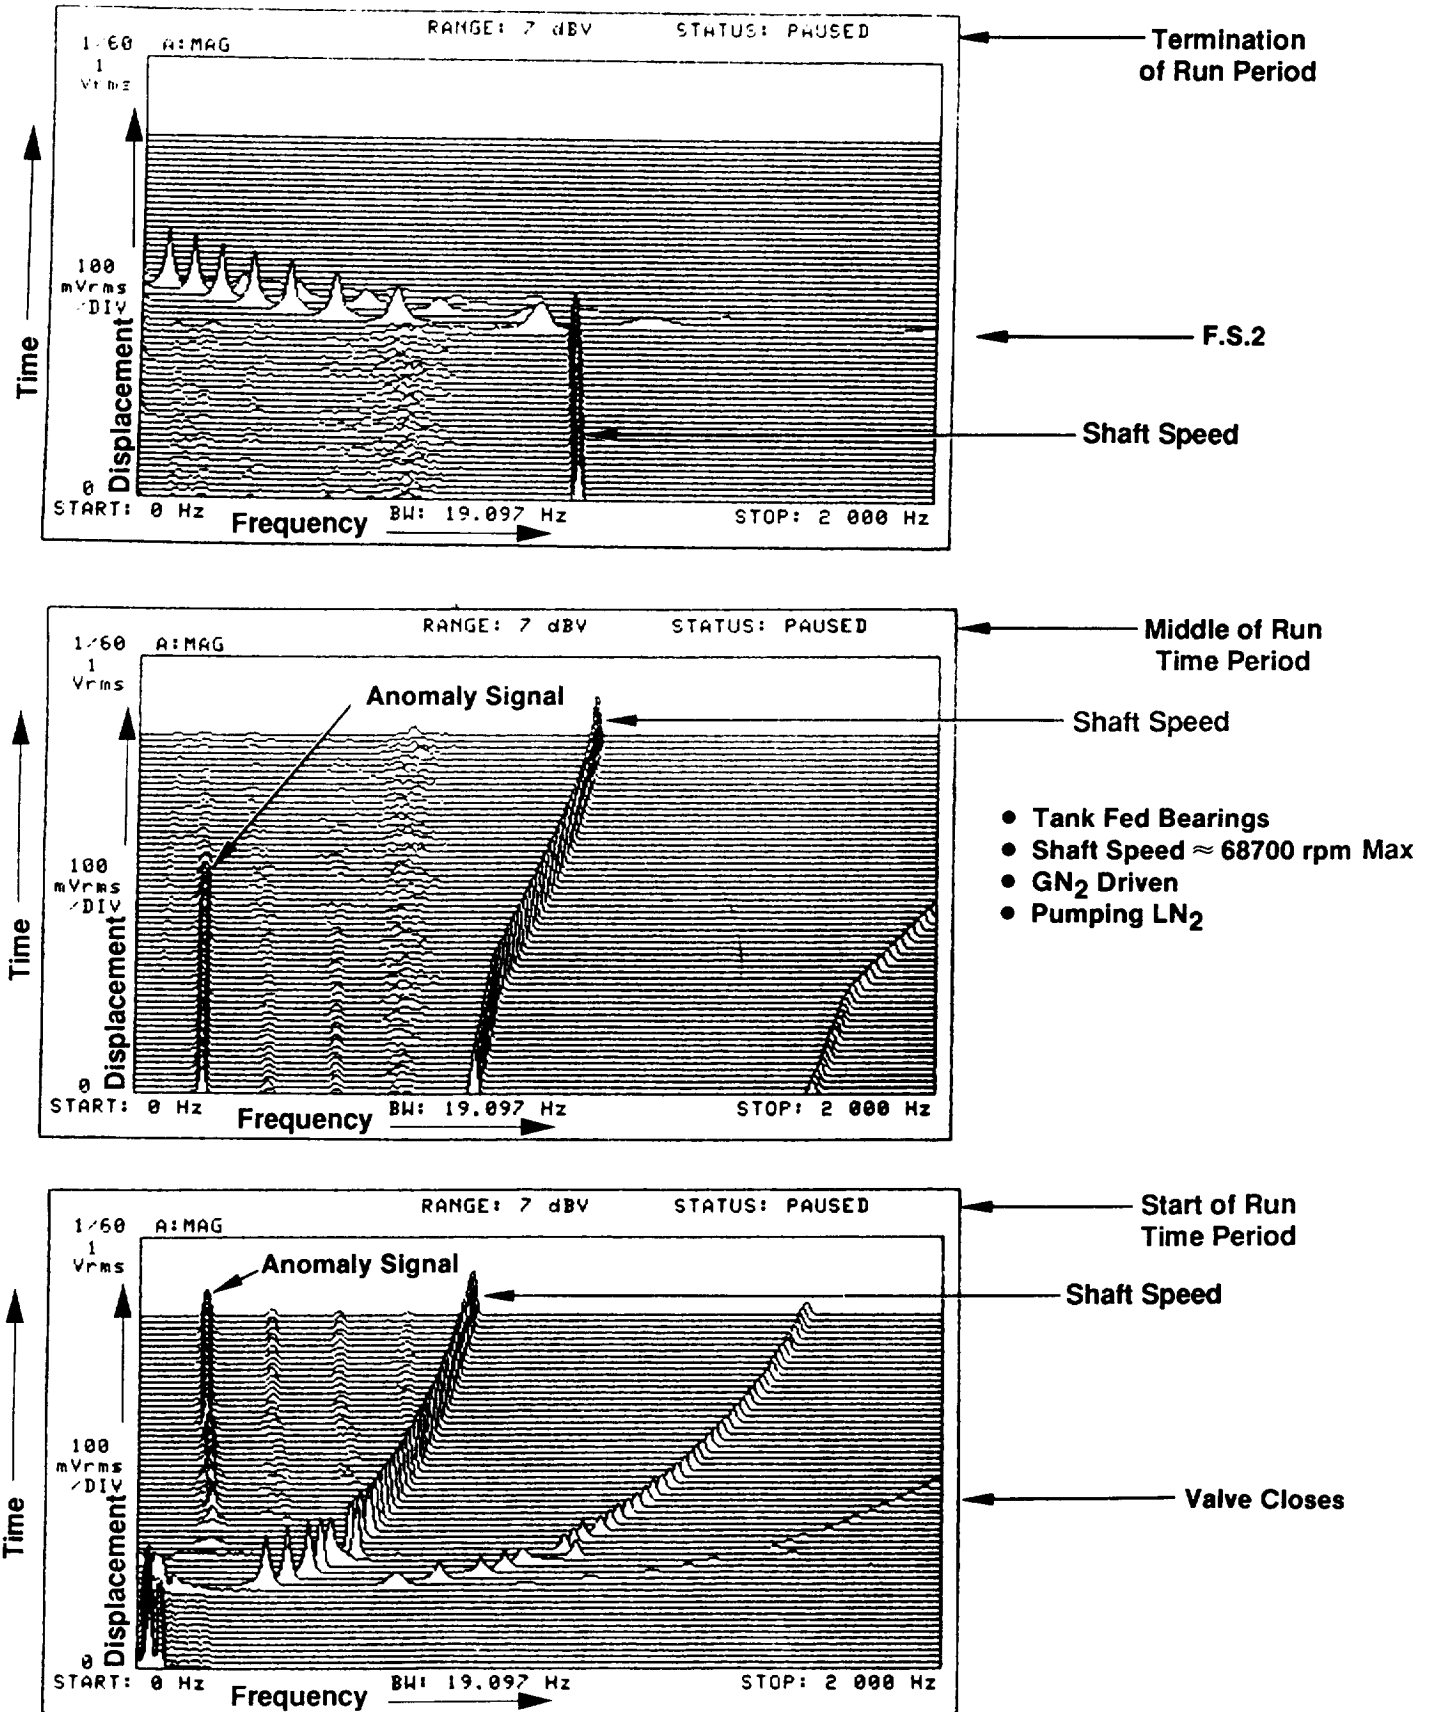 RANGE: 7 dBV STATUS: PAUSED
1/60 A:MAG
1
Vrms
Termination
of Run Period
100
mVrms
/DIV
Time
Displacement
F.S.2
Shaft Speed
0
START: 0 Hz BW: 19.097 Hz STOP: 2 000 Hz
Frequency
RANGE: 7 dBV STATUS: PAUSED
1/60 A:MAG
1
Vrms
Middle of Run
Time Period
Anomaly Signal
Shaft Speed
100
mVrms
/DIV
Time
Displacement
● Tank Fed Bearings
● Shaft Speed ≈ 68700 rpm Max
● GN2 Driven
● Pumping LN2
0
START: 0 Hz BW: 19.097 Hz STOP: 2 000 Hz
Frequency
RANGE: 7 dBV STATUS: PAUSED
1/60 A:MAG
1
Vrms
Start of Run
Time Period
Anomaly Signal
Shaft Speed
100
mVrms
/DIV
Time
Displacement
Valve Closes
0
START: 0 Hz BW: 19.097 Hz STOP: 2 000 Hz
Frequency